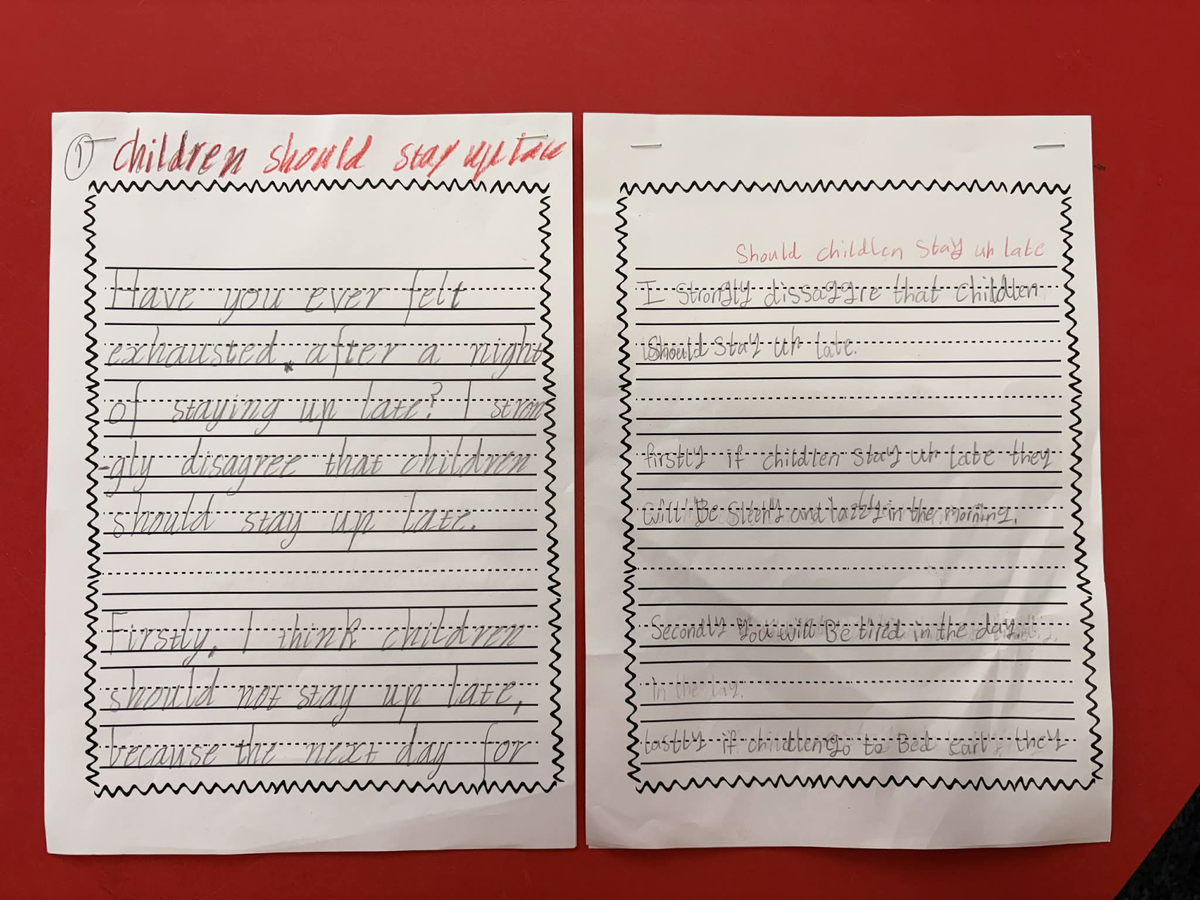 ① children should stay up late
Have you ever felt
exhausted after a night
of staying up late? I stron
-gly disagree that children
should stay up late.
Firstly, I think children
should not stay up late,
because the next day for
Should children stay up late
I strongly dissaggre that children
should stay up late.
firstly if children stay up late they
will Be sleepy and lazzy in the morning.
Secondly you will Be tired in the day.
In the
lastly if children go to Bed earl they